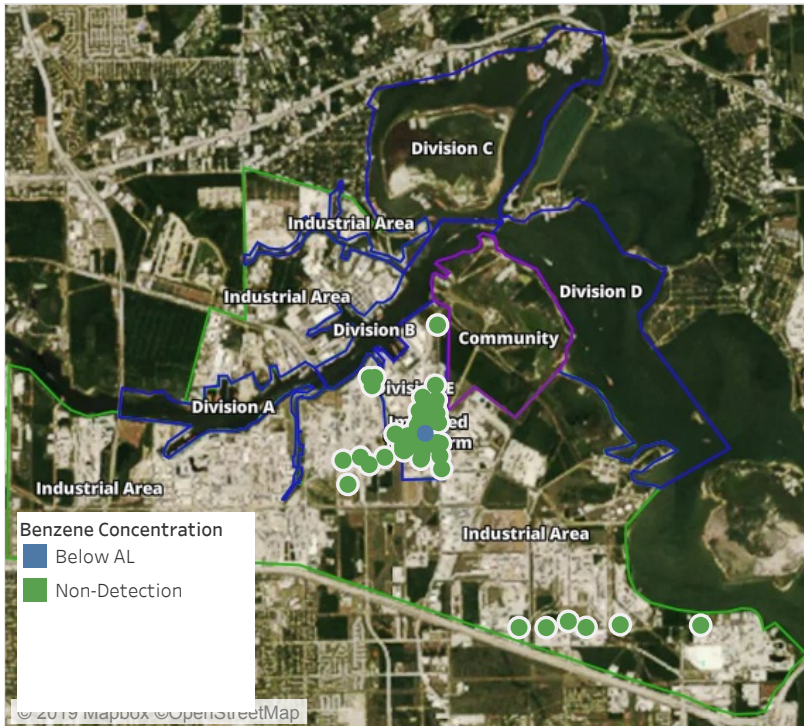 Division C
Industrial Area
Division D
Industrial Area
Division B
Community
Division A
Industrial Area
Industrial Area
Benzene Concentration
Below AL
Non-Detection
© 2019 Mapbox ©OpenStreetMap